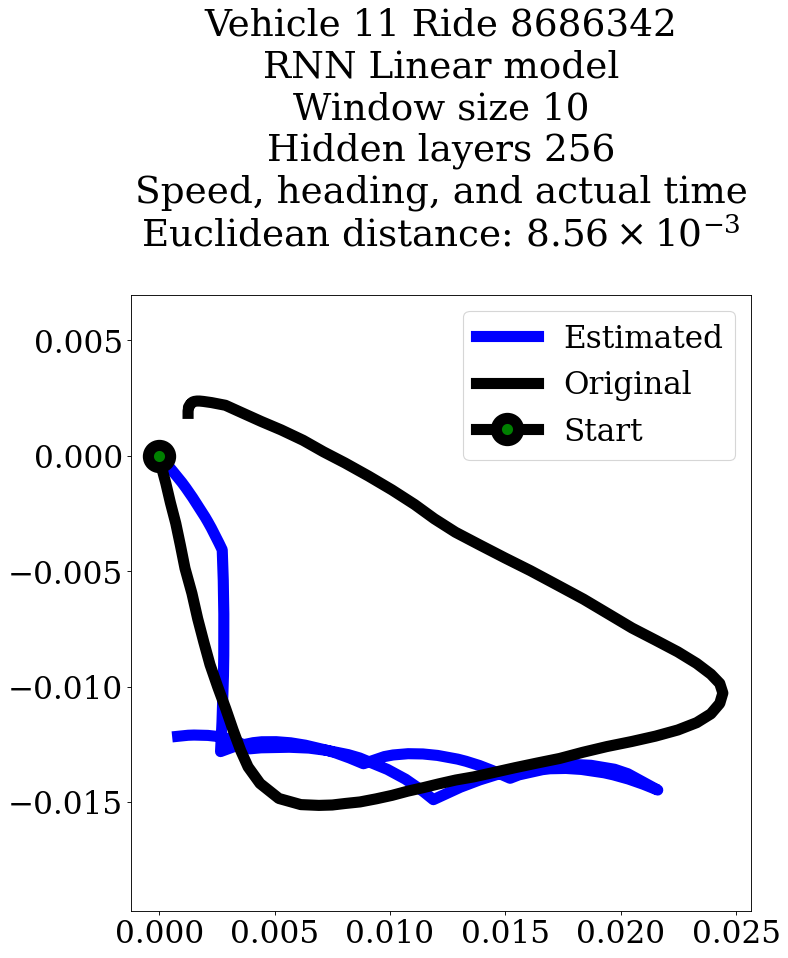 Vehicle 11 Ride 8686342
RNN Linear model
Window size 10
Hidden layers 256
Speed, heading, and actual time
Euclidean distance: 8.56 × 10⁻³
Estimated
Original
Start
0.005
0.000
−0.005
−0.010
−0.015
0.000 0.005 0.010 0.015 0.020 0.025